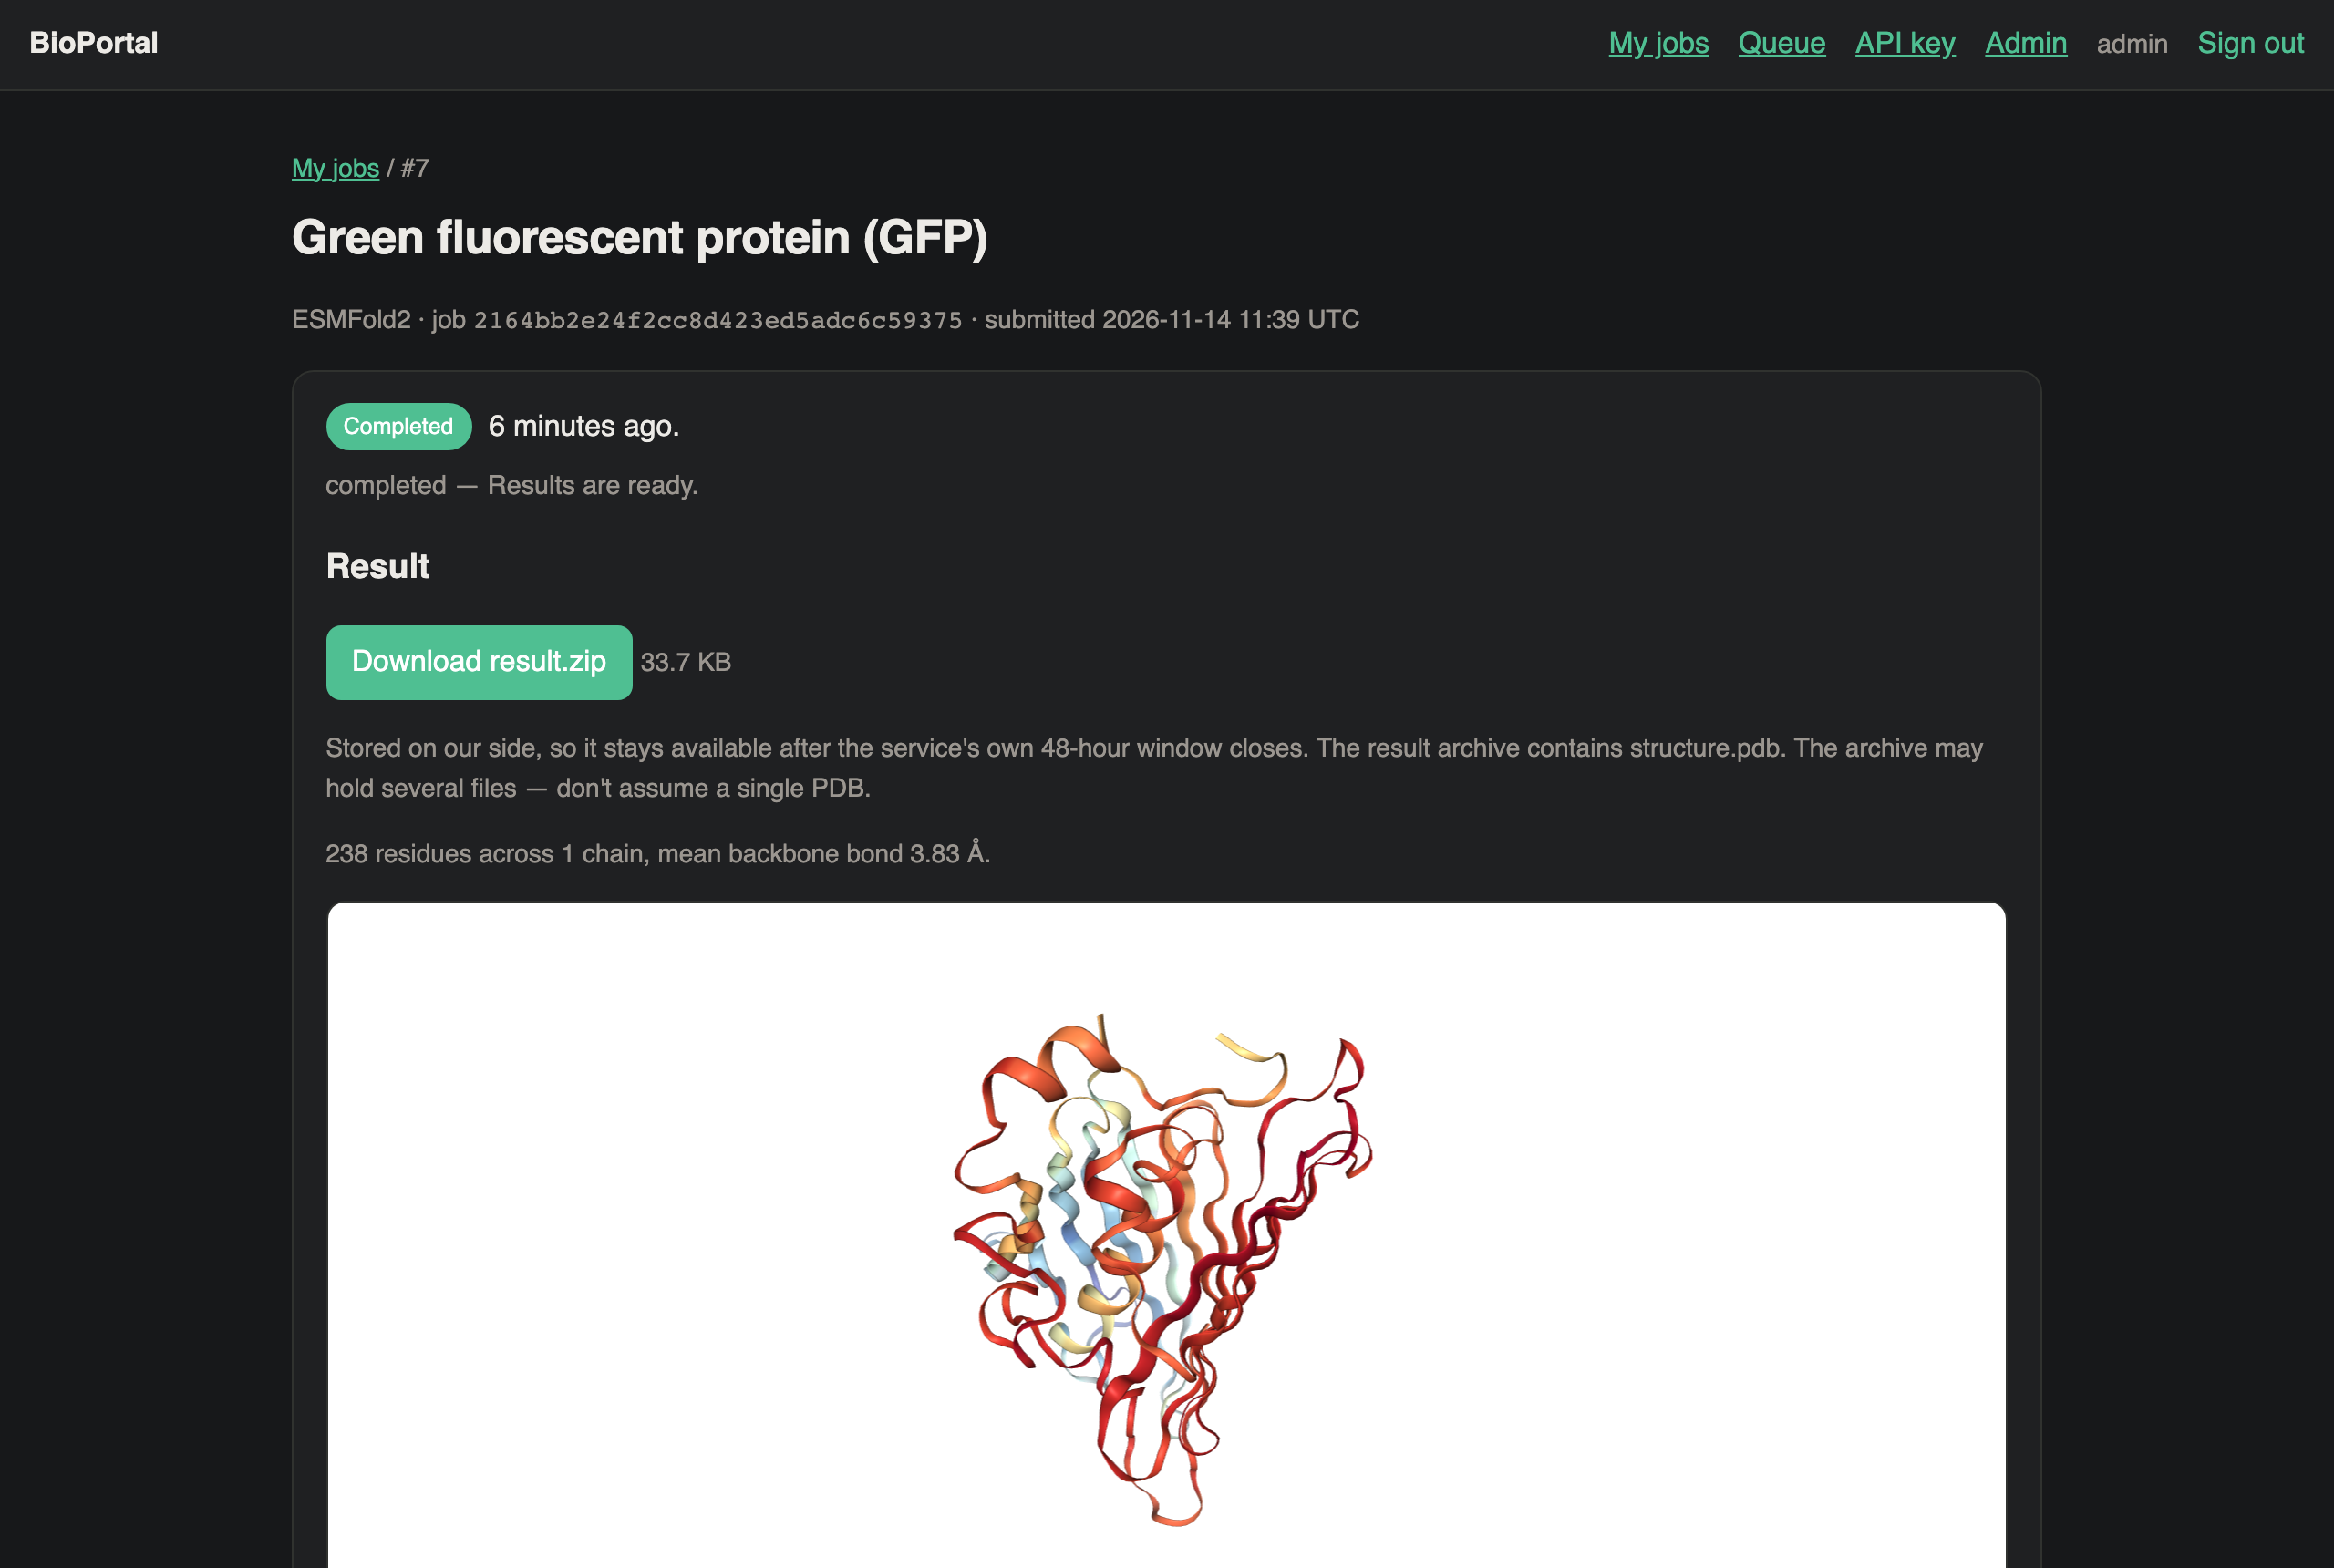 BioPortal
My jobs Queue API key Admin admin Sign out
My jobs / #7
Green fluorescent protein (GFP)
ESMFold2 · job 2164bb2e24f2cc8d423ed5adc6c59375 · submitted 2026-11-14 11:39 UTC
Completed 6 minutes ago.
completed — Results are ready.
Result
Download result.zip 33.7 KB
Stored on our side, so it stays available after the service's own 48-hour window closes. The result archive contains structure.pdb. The archive may
hold several files — don't assume a single PDB.
238 residues across 1 chain, mean backbone bond 3.83 Å.